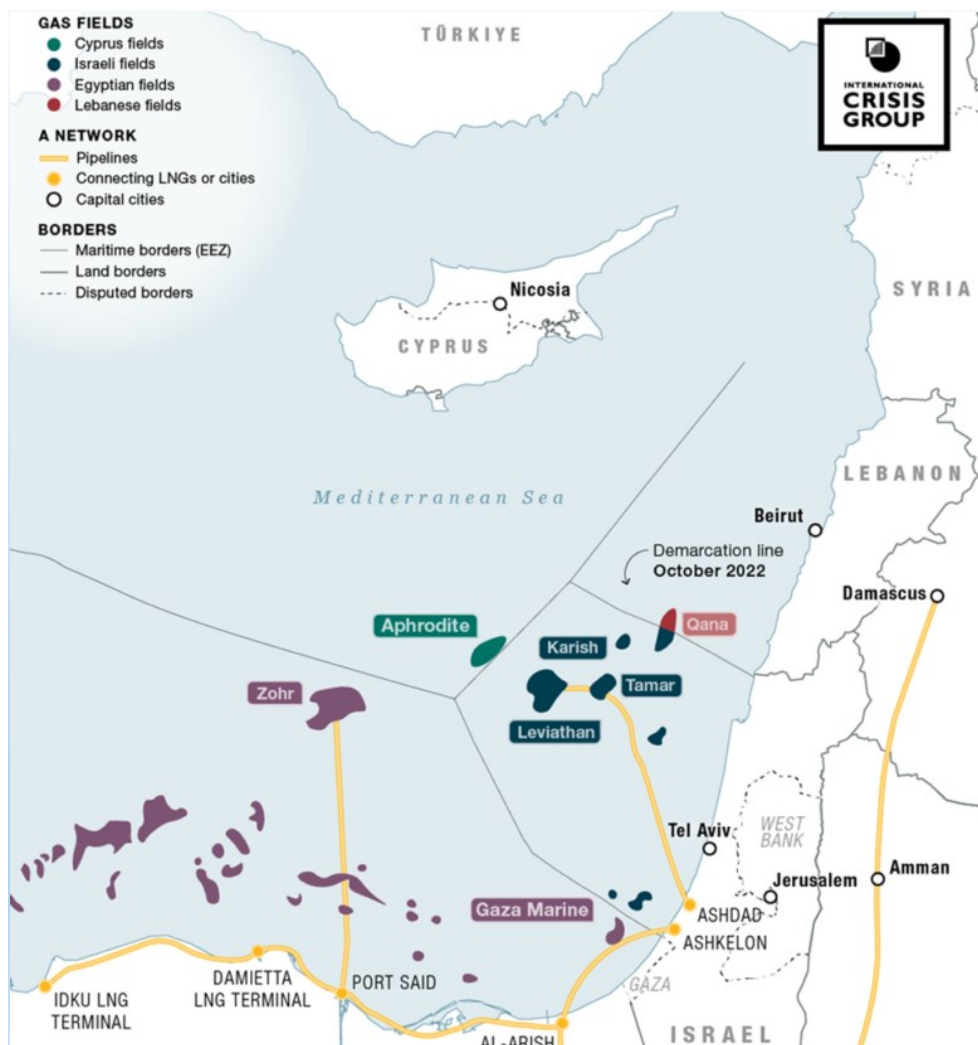 GAS FIELDS
Cyprus fields
Israeli fields
Egyptian fields
Lebanese fields
A NETWORK
Pipelines
Connecting LNGs or cities
Capital cities
BORDERS
Maritime borders (EEZ)
Land borders
Disputed borders
TÜRKIYE
INTERNATIONAL
CRISIS
GROUP
Nicosia
CYPRUS
SYRIA
LEBANON
Mediterranean Sea
Beirut
Demarcation line
October 2022
Damascus
Aphrodite
Karish
Qana
Zohr
Tamar
Leviathan
Tel Aviv
WEST
BANK
Jerusalem
Amman
Gaza Marine
ASHDAD
ASHKELON
DAMIETTA
LNG TERMINAL
PORT SAID
IDKU LNG
TERMINAL
GAZA
AL-ARISH
ISRAEL